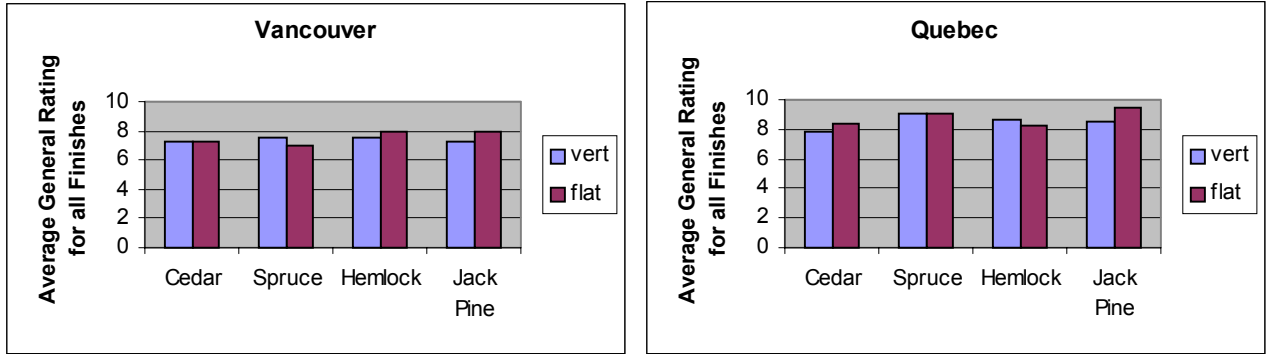 Vancouver
Average General Rating
for all Finishes
10
8
6
4
2
0
Cedar
Spruce
Hemlock
Jack
Pine
vert
flat
Quebec
Average General Rating
for all Finishes
10
8
6
4
2
0
Cedar
Spruce
Hemlock
Jack
Pine
vert
flat